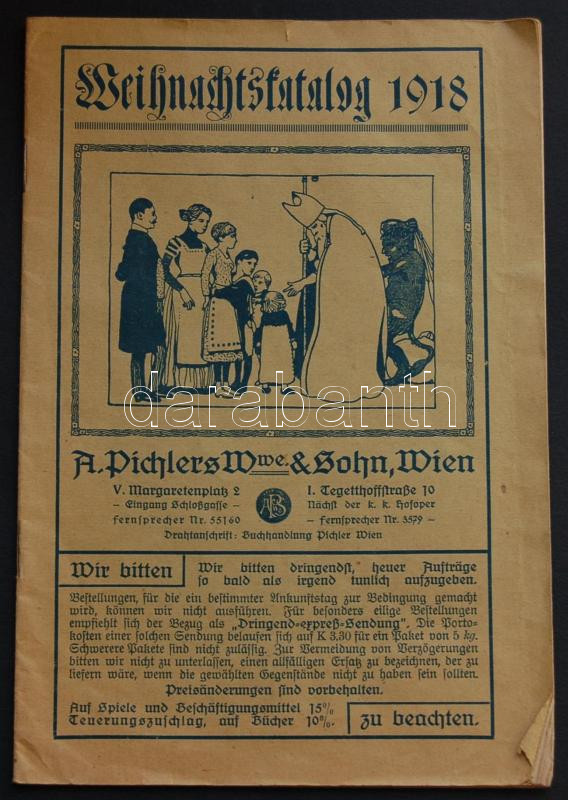 Weihnachtskatalog 1918
darabanth
A. Pichlers Wwe. & Sohn, Wien
V. Margaretenplatz 2
– Eingang Schloßgasse –
Fernsprecher Nr. 55160
I. Tegetthoffstraße 10
Nächst der k. k. Hofoper
– Fernsprecher Nr. 3579 –
Drahtanschrift: Buchhandlung Pichler Wien
Wir bitten
Wir bitten dringendst, heuer Aufträge
so bald als irgend tunlich aufzugeben.
Bestellungen, für die ein bestimmter Ankunftstag zur Bedingung gemacht
wird, können wir nicht ausführen. Für besonders eilige Bestellungen
empfiehlt sich der Bezug als „Dringend-expreß-Sendung". Die Porto-
kosten einer solchen Sendung belaufen sich auf K 3,30 für ein Paket von 5 kg.
Schwerere Pakete sind nicht zulässig. Zur Vermeidung von Verzögerungen
bitten wir nicht zu unterlassen, einen allfälligen Ersatz zu bezeichnen, der zu
liefern wäre, wenn die gewählten Gegenstände nicht zu haben sein sollten.
Preisänderungen sind vorbehalten.
Auf Spiele und Beschäftigungsmittel 15%
Teuerungszuschlag, auf Bücher 10%.
zu beachten.